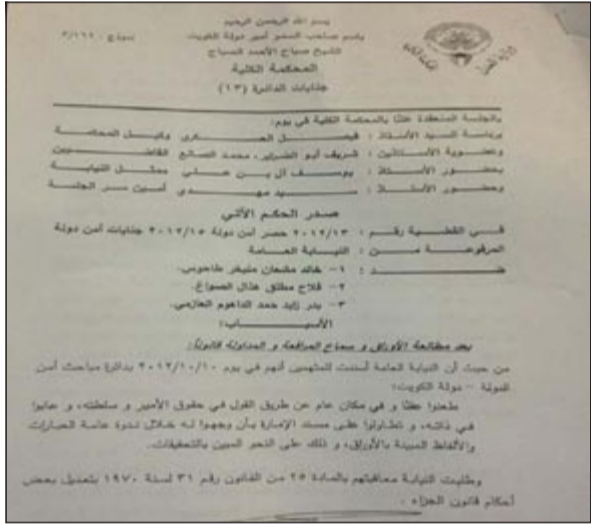 بسم الله الرحمن الرحيم
باسم صاحب السمو أمير دولة الكويت
الشيخ صباح الأحمد الصباح
المحكمة الكلية
جنايات الدائرة (١٣)
بالجلسة المنعقدة علنًا بالمحكمة الكلية في يوم:
برئاسة السيد الأستاذ : فيصل وكيل المحكمة
وعضوية الأستاذين : شريف أبو الضراير، محمد الصالح القاضيين
بحضور الأستاذ : يوسف آل بن علي ممثل النيابة
وحضور الأستاذ : سيد مهدي أمين سر الجلسة
صدر الحكم الآتي
في القضية رقم : ٢٠١٢/١٣ حصر أمن دولة ٢٠١٢/١٥ جنايات أمن دولة
المرفوعة من : النيابة العامة
ضد : ١- خالد مشعان طاحوس.
٢- فلاح مطلق هذال الصواغ.
٣- بدر زايد حمد الداهوم العازمي.
الأسباب:
بعد مطالعة الأوراق و سماع المرافعة و المداولة قانونًا:
من حيث أن النيابة العامة أسندت للمتهمين أنهم في يوم ٢٠١٢/١٠/١٠ بدائرة مباحث أمن
الدولة – دولة الكويت:
طعنوا علنًا و في مكان عام عن طريق القول في حقوق الأمير و سلطته، و عابوا
في ذاته، و تطاولوا على مسند الإمارة بأن وجهوا له خلال ندوة عامة العبارات
والألفاظ المبينة بالأوراق، و ذلك على النحو المبين بالتحقيقات.
وطلبت النيابة معاقبتهم بالمادة ٢٥ من القانون رقم ٣١ لسنة ١٩٧٠ بتعديل بعض
أحكام قانون الجزاء .